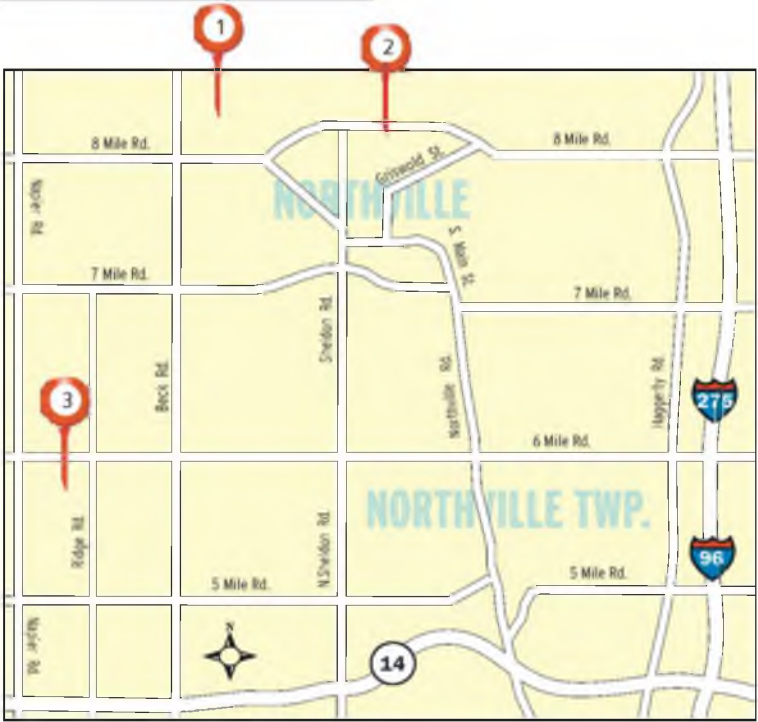 1
2
8 Mile Rd.
8 Mile Rd.
Griswold St.
Napier Rd.
NORTHVILLE
S. Main St.
7 Mile Rd.
7 Mile Rd.
Sheldon Rd.
Beck Rd.
Northville Rd.
Haggerty Rd.
3
275
6 Mile Rd.
NORTHVILLE TWP.
Ridge Rd.
N.Sheldon Rd.
96
5 Mile Rd.
5 Mile Rd.
Napier Rd.
N
14